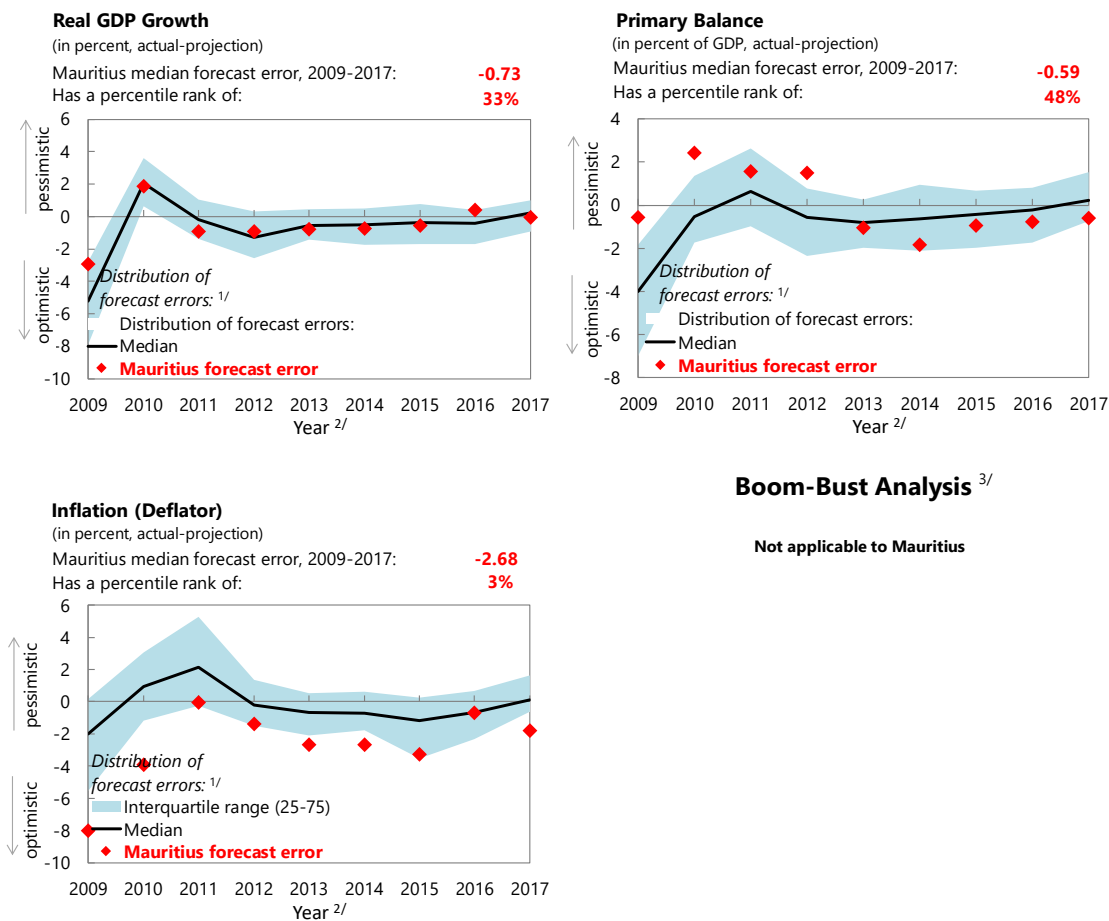 Real GDP Growth
(in percent, actual-projection)
Mauritius median forecast error, 2009-2017: -0.73
Has a percentile rank of: 33%
pessimistic
optimistic
6
4
2
0
-2
-4
-6
-8
-10
Distribution of
forecast errors: 1/
Distribution of forecast errors:
Median
Mauritius forecast error
2009 2010 2011 2012 2013 2014 2015 2016 2017
Year 2/
Primary Balance
(in percent of GDP, actual-projection)
Mauritius median forecast error, 2009-2017: -0.59
Has a percentile rank of: 48%
pessimistic
optimistic
4
2
0
-2
-4
-6
-8
Distribution of
forecast errors: 1/
Distribution of forecast errors:
Median
Mauritius forecast error
2009 2010 2011 2012 2013 2014 2015 2016 2017
Year 2/
Inflation (Deflator)
(in percent, actual-projection)
Mauritius median forecast error, 2009-2017: -2.68
Has a percentile rank of: 3%
pessimistic
optimistic
6
4
2
0
-2
-4
-6
-8
-10
Distribution of
forecast errors: 1/
Interquartile range (25-75)
Median
Mauritius forecast error
2009 2010 2011 2012 2013 2014 2015 2016 2017
Year 2/
Boom-Bust Analysis 3/
Not applicable to Mauritius